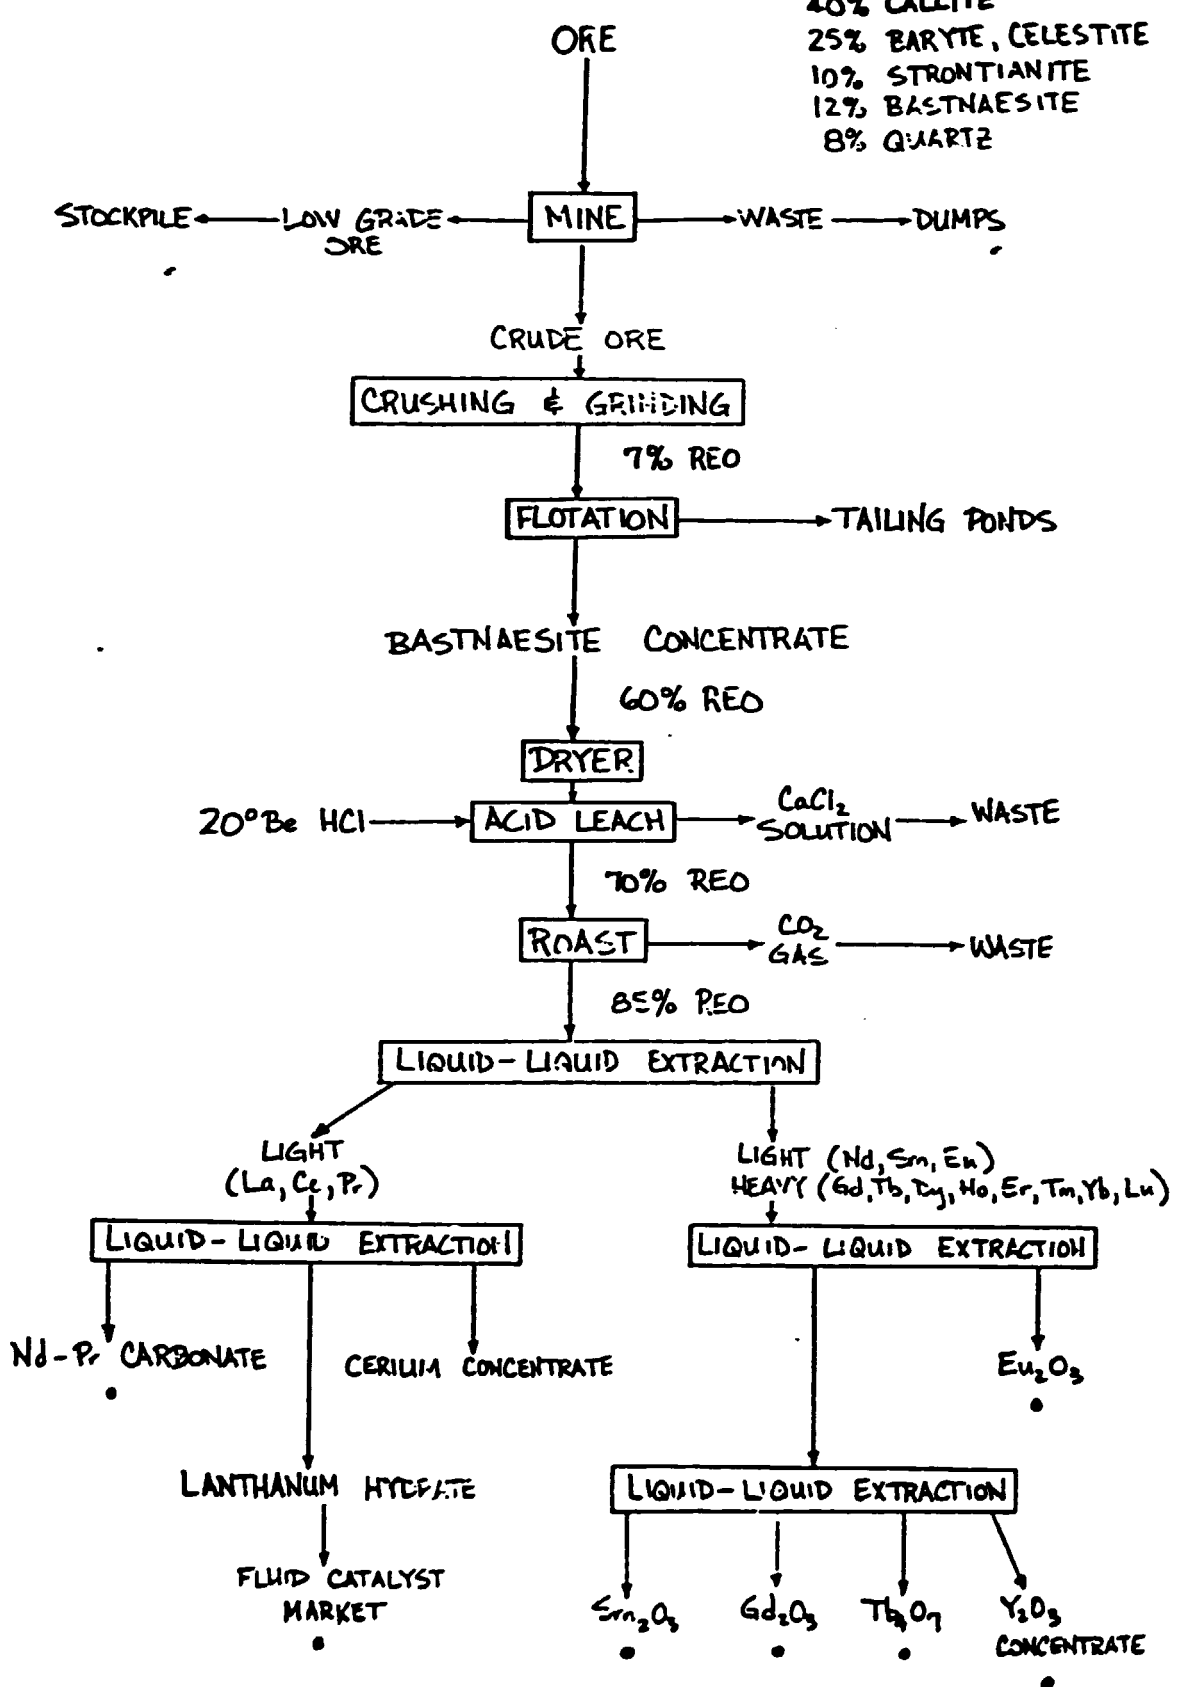 40% CALCITE
25% BARYTE, CELESTITE
10% STRONTIANITE
12% BASTNAESITE
8% QUARTZ
ORE
STOCKPILE LOW GRADE ORE MINE WASTE DUMPS
CRUDE ORE
CRUSHING & GRINDING
7% REO
FLOTATION TAILING PONDS
BASTNAESITE CONCENTRATE
60% REO
DRYER
20°Be HCl ACID LEACH CaCl₂ SOLUTION WASTE
70% REO
ROAST CO₂ GAS WASTE
85% REO
LIQUID-LIQUID EXTRACTION
LIGHT
(La, Ce, Pr)
LIGHT (Nd, Sm, Eu)
HEAVY (Gd, Tb, Dy, Ho, Er, Tm, Yb, Lu)
LIQUID-LIQUID EXTRACTION
LIQUID-LIQUID EXTRACTION
Nd-Pr CARBONATE
CERIUM CONCENTRATE
Eu₂O₃
LANTHANUM HYDRATE
LIQUID-LIQUID EXTRACTION
FLUID CATALYST
MARKET
Sm₂O₃
Gd₂O₃
Tb₄O₇
Y₂O₃
CONCENTRATE